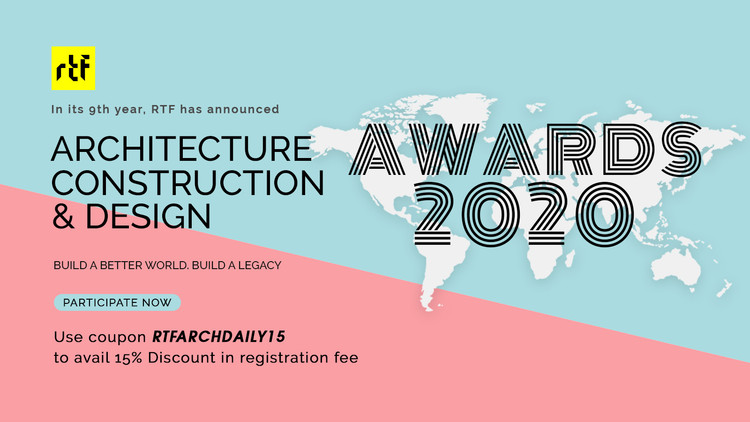 rtf
In its 9th year, RTF has announced
ARCHITECTURE
CONSTRUCTION
& DESIGN
AWARDS
2020
BUILD A BETTER WORLD. BUILD A LEGACY
PARTICIPATE NOW
Use coupon RTFARCHDAILY15
to avail 15% Discount in registration fee